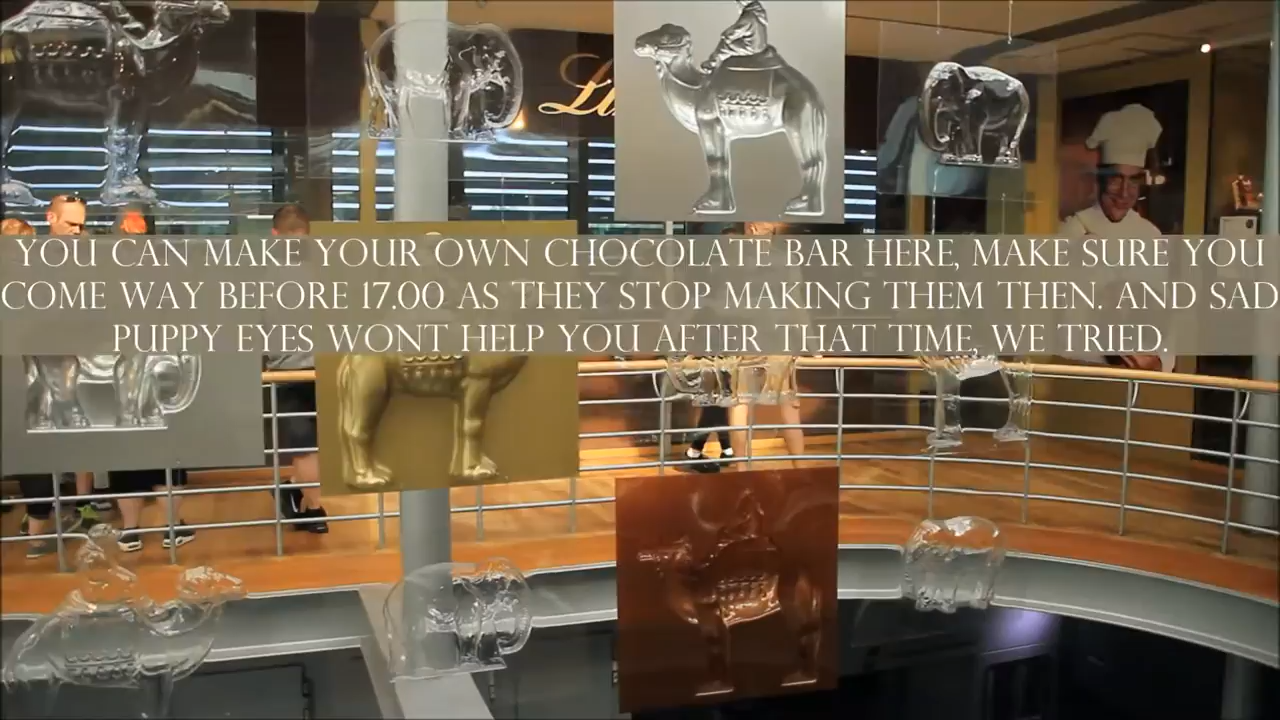 Li
YOU CAN MAKE YOUR OWN CHOCOLATE BAR HERE, MAKE SURE YOU
COME WAY BEFORE 17.00 AS THEY STOP MAKING THEM THEN. AND SAD
PUPPY EYES WONT HELP YOU AFTER THAT TIME, WE TRIED.